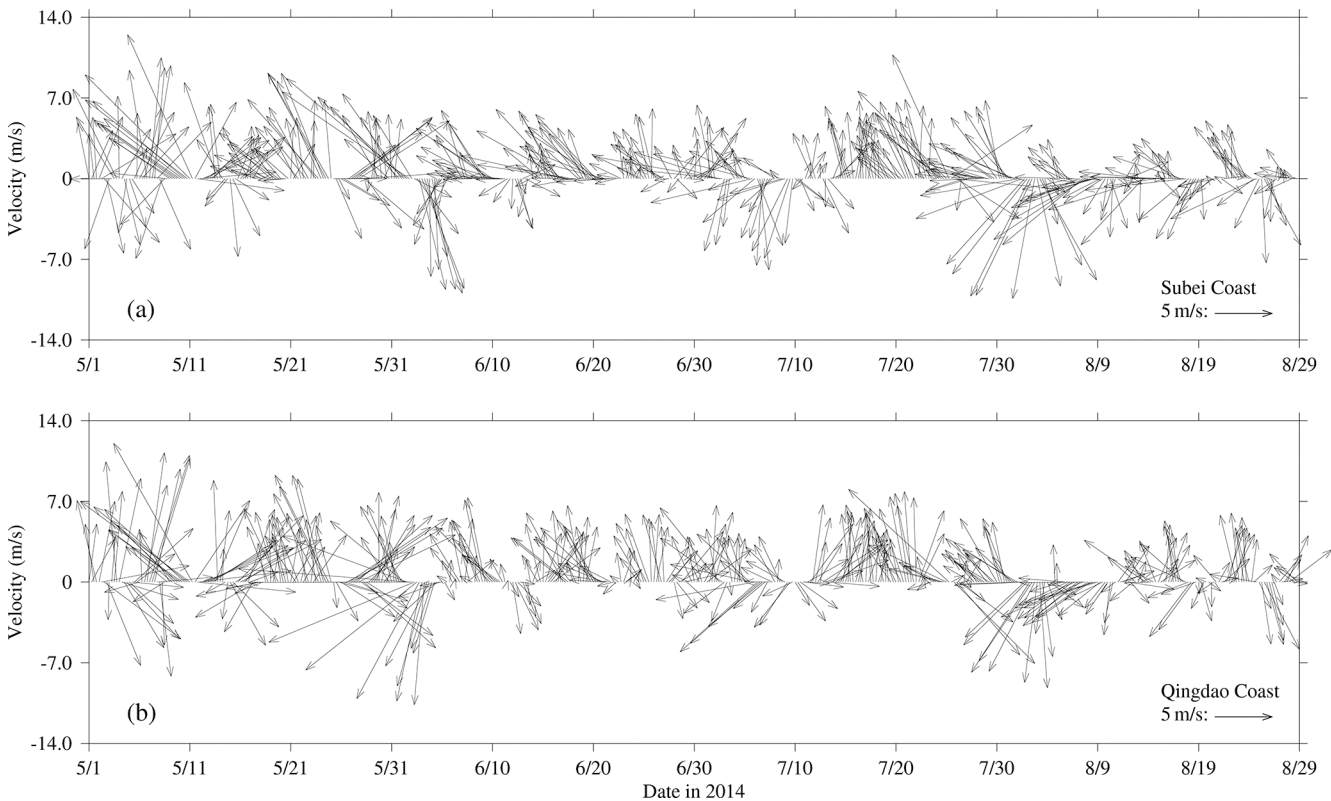 14.0
7.0
0
-7.0
-14.0
Velocity (m/s)
(a)
Subei Coast
5 m/s:
5/1 5/11 5/21 5/31 6/10 6/20 6/30 7/10 7/20 7/30 8/9 8/19 8/29
14.0
7.0
0
-7.0
-14.0
Velocity (m/s)
(b)
Qingdao Coast
5 m/s:
5/1 5/11 5/21 5/31 6/10 6/20 6/30 7/10 7/20 7/30 8/9 8/19 8/29
Date in 2014